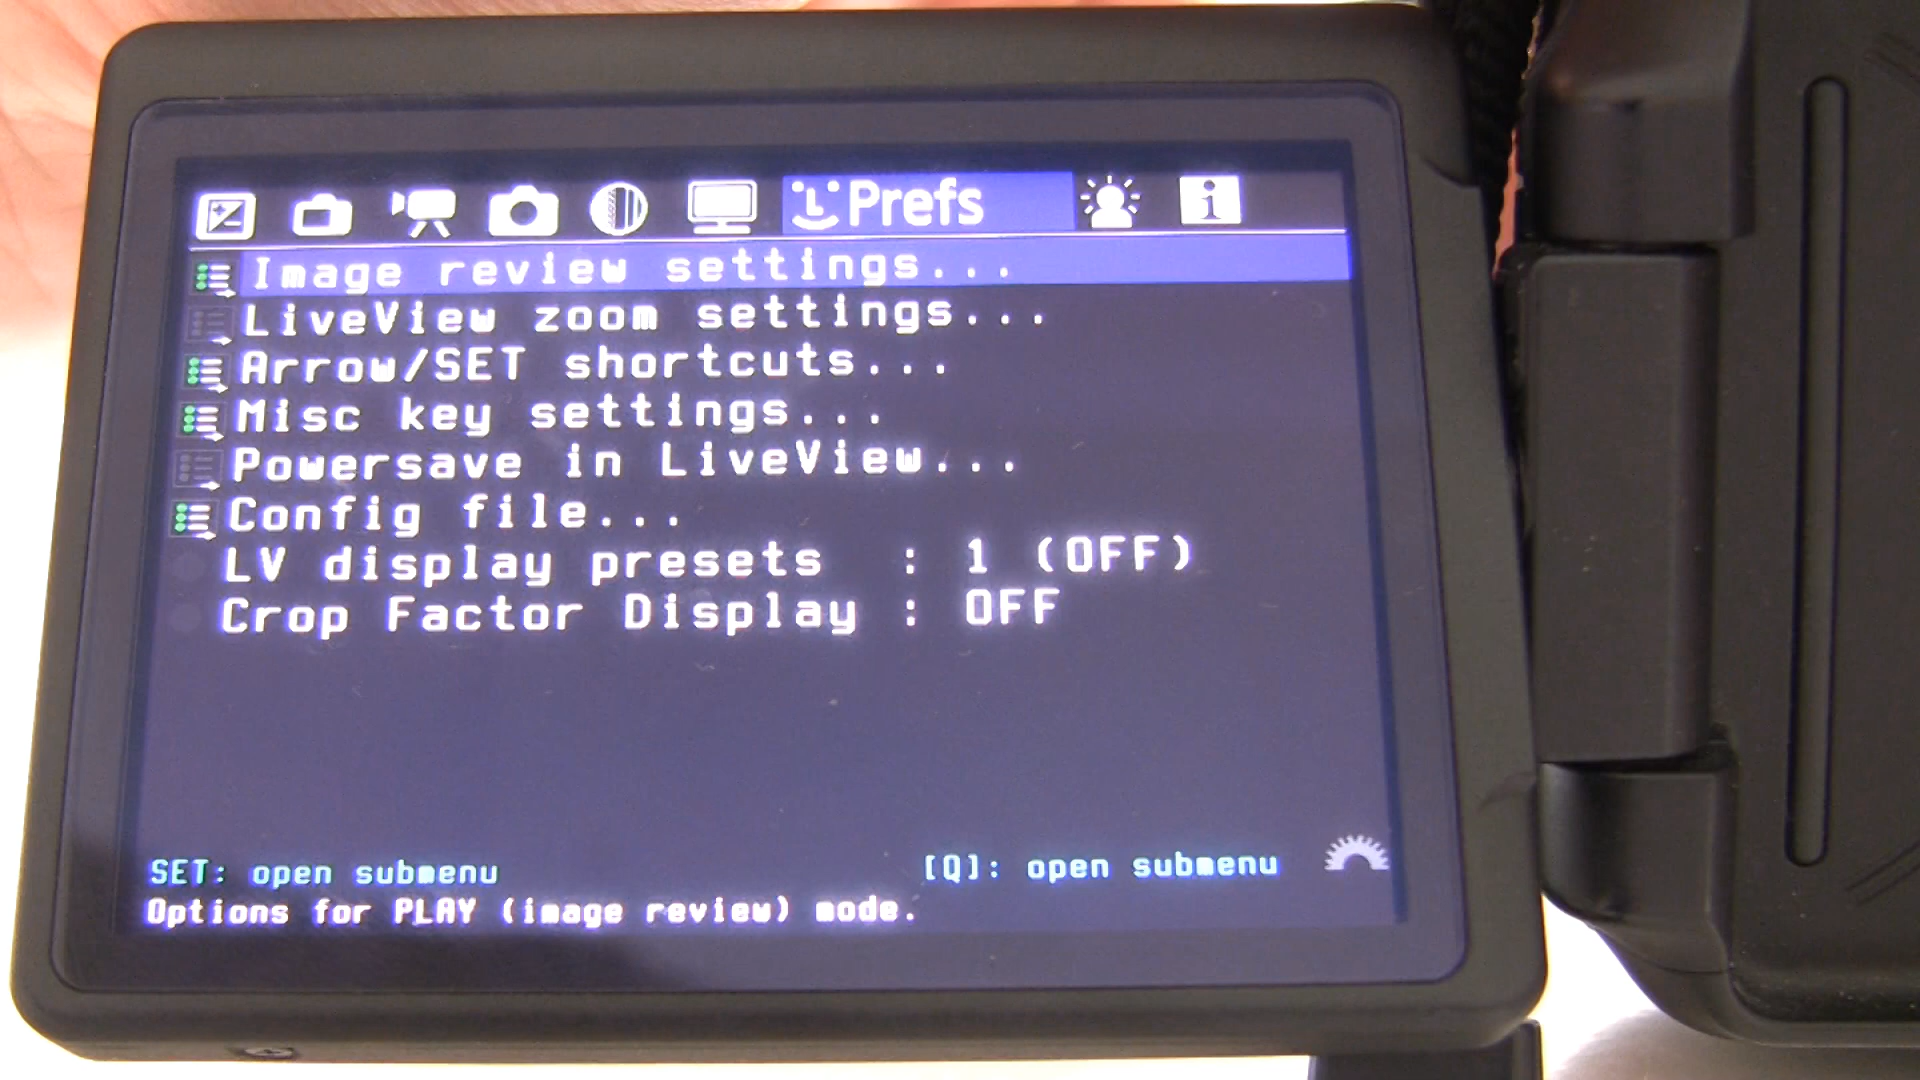 Prefs
Image review settings...
LiveView zoom settings...
Arrow/SET shortcuts...
Misc key settings...
Powersave in LiveView...
Config file...
LV display presets : 1 (OFF)
Crop Factor Display : OFF
SET: open submenu [Q]: open submenu
Options for PLAY (image review) mode.